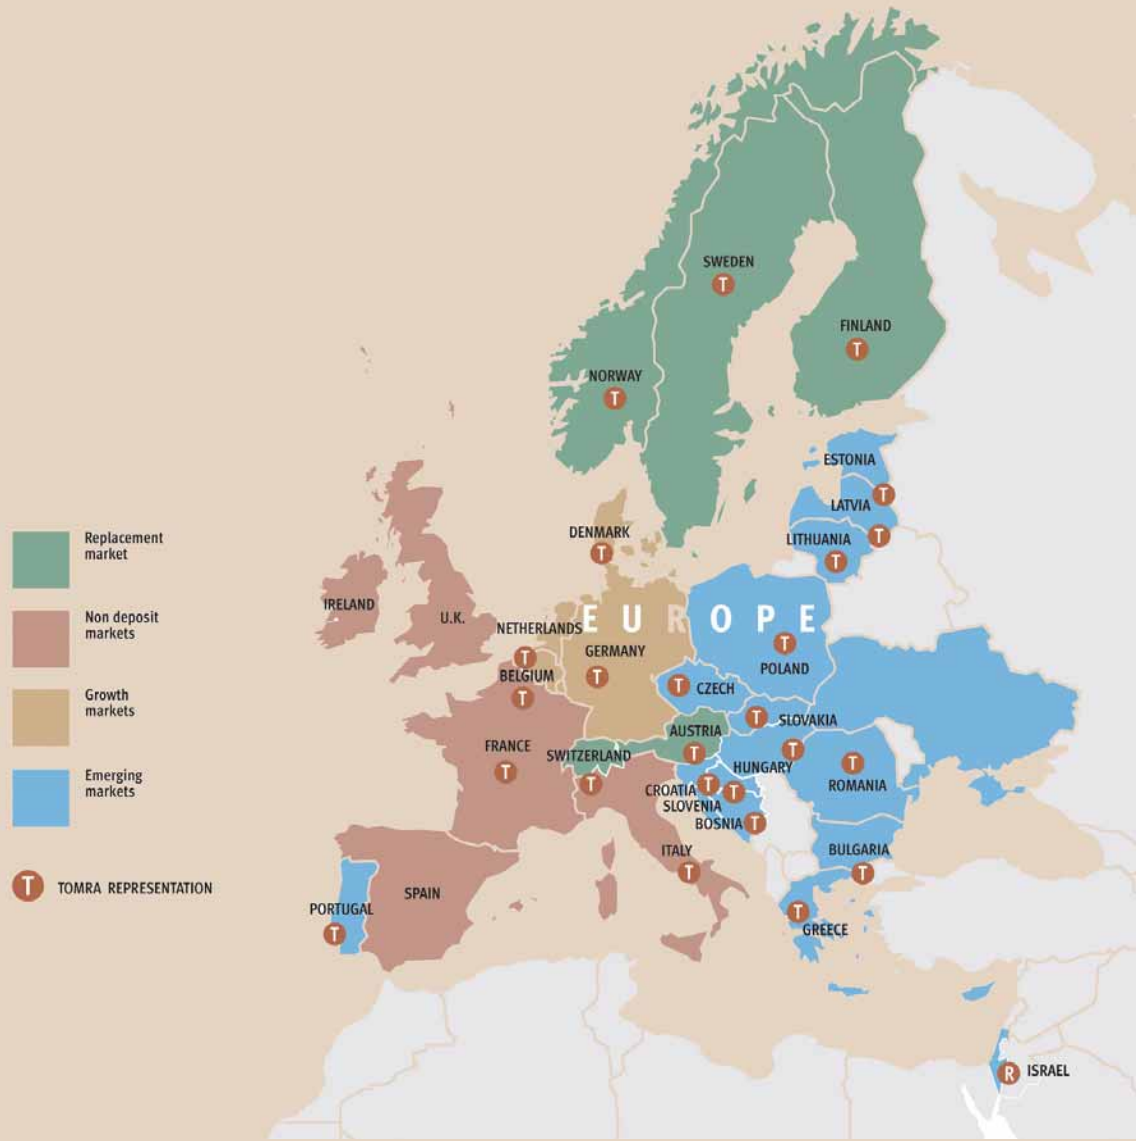 SWEDEN
T
FINLAND
T
NORWAY
T
ESTONIA
T
LATVIA
DENMARK
T
LITHUANIA
T
T
Replacement
market
IRELAND
U.K.
NETHERLANDS
EUROPE
Non deposit
markets
T
GERMANY
T
POLAND
BELGIUM
T
T
CZECH
T
Growth
markets
T
SLOVAKIA
AUSTRIA
T
FRANCE
T
SWITZERLAND
T
HUNGARY
T
ROMANIA
Emerging
markets
T
CROATIA
T
T
SLOVENIA
BOSNIA
T
ITALY
T
BULGARIA
T
T
TOMRA REPRESENTATION
SPAIN
PORTUGAL
T
T
GREECE
R
ISRAEL